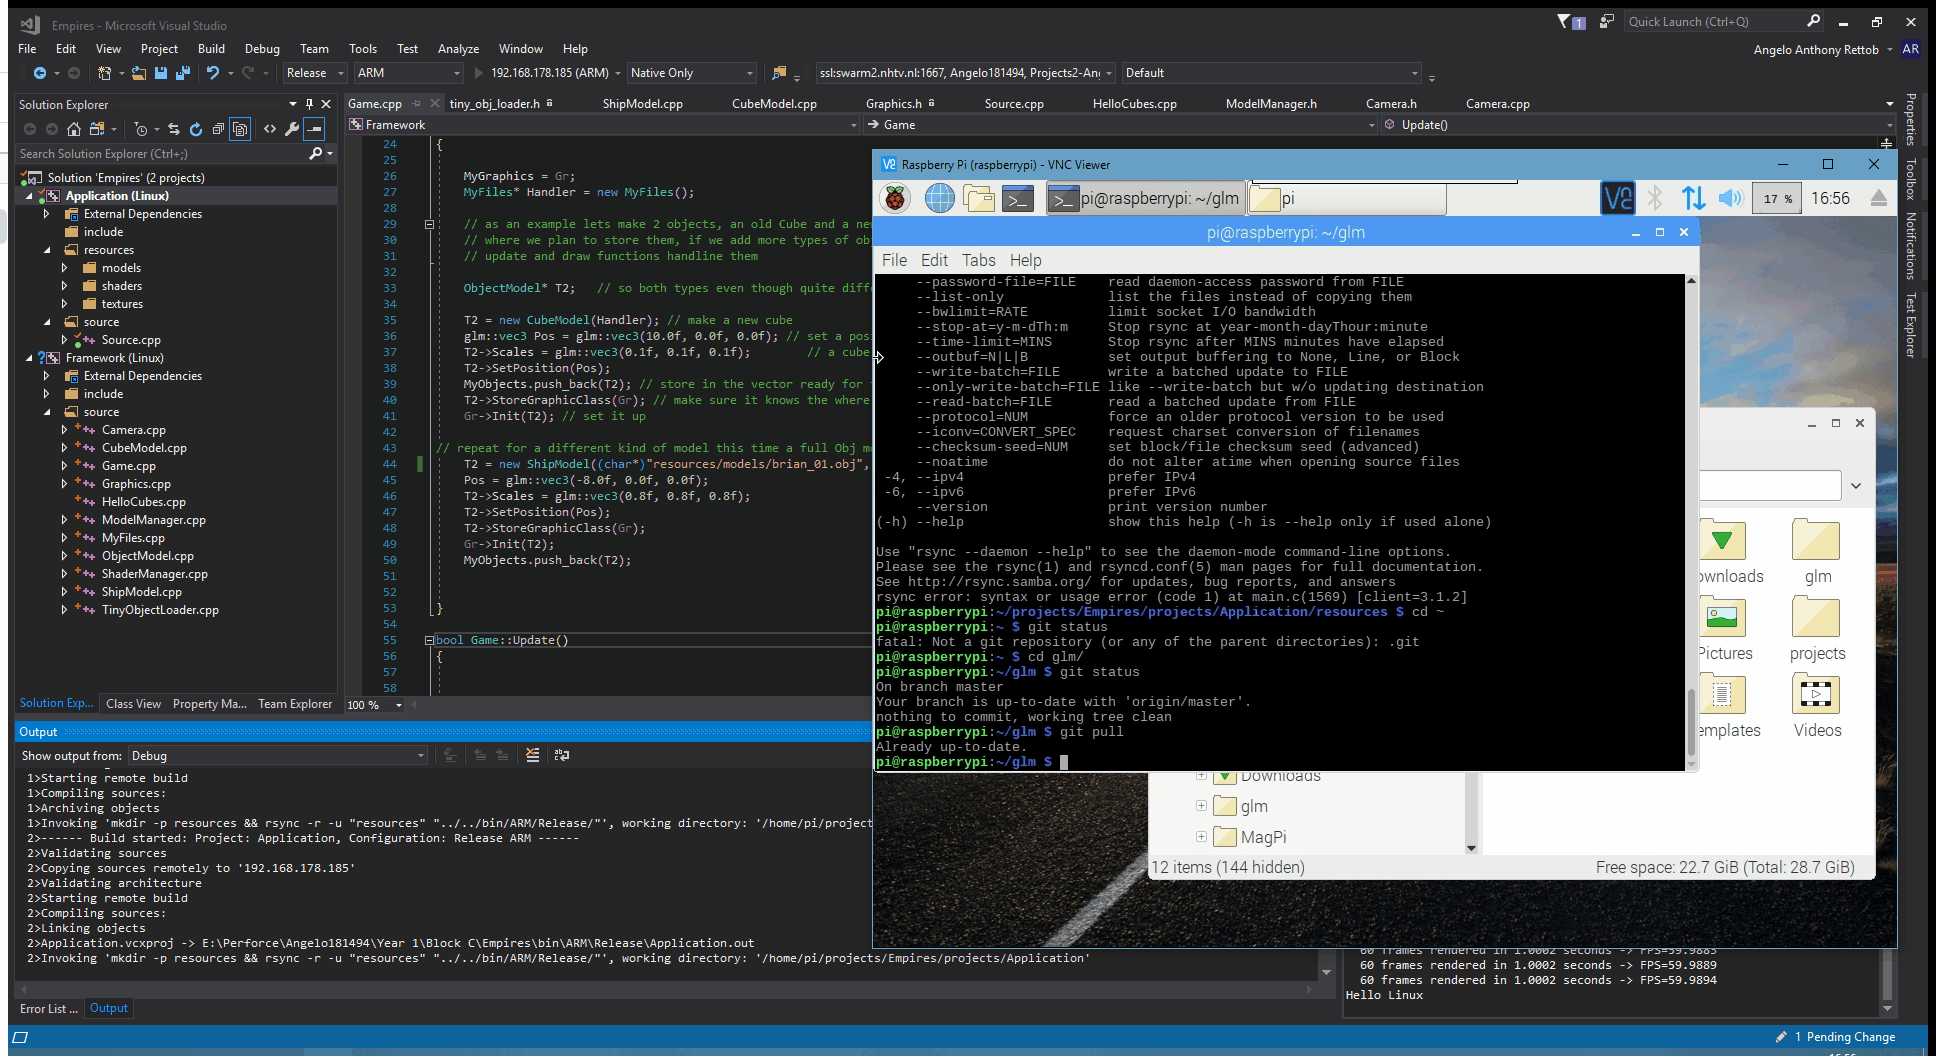 Empires - Microsoft Visual Studio
1
Quick Launch (Ctrl+Q)
File Edit View Project Build Debug Team Tools Test Analyze Window Help
Angelo Anthony Rettob AR
Release ARM 192.168.178.185 (ARM) Native Only ssl:swarm2.nhtv.nl:1667, Angelo181494, Projects2-An Default
Solution Explorer
Game.cpp tiny_obj_loader.h ShipModel.cpp CubeModel.cpp Graphics.h Source.cpp HelloCubes.cpp ModelManager.h Camera.h Camera.cpp
Framework Game Update()
Search Solution Explorer (Ctrl+;)
Solution 'Empires' (2 projects)
Application (Linux)
External Dependencies
include
resources
models
shaders
textures
source
Source.cpp
Framework (Linux)
External Dependencies
include
source
Camera.cpp
CubeModel.cpp
Game.cpp
Graphics.cpp
HelloCubes.cpp
ModelManager.cpp
MyFiles.cpp
ObjectModel.cpp
ShaderManager.cpp
ShipModel.cpp
TinyObjectLoader.cpp
Solution Exp... Class View Property Ma... Team Explorer
24 {
25
26 MyGraphics = Gr;
27 MyFiles* Handler = new MyFiles();
28
29 // as an example lets make 2 objects, an old Cube and a ne
30 // where we plan to store them, if we add more types of ob
31 // update and draw functions handline them
32
33 ObjectModel* T2; // so both types even though quite diff
34
35 T2 = new CubeModel(Handler); // make a new cube
36 glm::vec3 Pos = glm::vec3(10.0f, 0.0f, 0.0f); // set a pos
37 T2->Scales = glm::vec3(0.1f, 0.1f, 0.1f); // a cube
38 T2->SetPosition(Pos);
39 MyObjects.push_back(T2); // store in the vector ready for
40 T2->StoreGraphicClass(Gr); // make sure it knows the where
41 Gr->Init(T2); // set it up
42
43 // repeat for a different kind of model this time a full Obj m
44 T2 = new ShipModel((char*)"resources/models/brian_01.obj",
45 Pos = glm::vec3(-8.0f, 0.0f, 0.0f);
46 T2->Scales = glm::vec3(0.8f, 0.8f, 0.8f);
47 T2->SetPosition(Pos);
48 T2->StoreGraphicClass(Gr);
49 Gr->Init(T2);
50 MyObjects.push_back(T2);
51
52
53 }
54
55 bool Game::Update()
56 {
57
58
100 %
Properties
Toolbox
Notifications
Test Explorer
Raspberry Pi (raspberrypi) - VNC Viewer
pi@raspberrypi: ~/glm pi 17 % 16:56
pi@raspberrypi: ~/glm
File Edit Tabs Help
--password-file=FILE read daemon-access password from FILE
--list-only list the files instead of copying them
--bwlimit=RATE limit socket I/O bandwidth
--stop-at=y-m-dTh:m Stop rsync at year-month-dayThour:minute
--time-limit=MINS Stop rsync after MINS minutes have elapsed
--outbuf=N|L|B set output buffering to None, Line, or Block
--write-batch=FILE write a batched update to FILE
--only-write-batch=FILE like --write-batch but w/o updating destination
--read-batch=FILE read a batched update from FILE
--protocol=NUM force an older protocol version to be used
--iconv=CONVERT_SPEC request charset conversion of filenames
--checksum-seed=NUM set block/file checksum seed (advanced)
--noatime do not alter atime when opening source files
-4, --ipv4 prefer IPv4
-6, --ipv6 prefer IPv6
--version print version number
(-h) --help show this help (-h is --help only if used alone)
Use "rsync --daemon --help" to see the daemon-mode command-line options.
Please see the rsync(1) and rsyncd.conf(5) man pages for full documentation.
See http://rsync.samba.org/ for updates, bug reports, and answers
rsync error: syntax or usage error (code 1) at main.c(1569) [client=3.1.2]
pi@raspberrypi:~/projects/Empires/projects/Application/resources $ cd ~
pi@raspberrypi:~ $ git status
fatal: Not a git repository (or any of the parent directories): .git
pi@raspberrypi:~ $ cd glm/
pi@raspberrypi:~/glm $ git status
On branch master
Your branch is up-to-date with 'origin/master'.
nothing to commit, working tree clean
pi@raspberrypi:~/glm $ git pull
Already up-to-date.
pi@raspberrypi:~/glm $
wnloads glm
Pictures projects
emplates Videos
Downloads
glm
MagPi
12 items (144 hidden) Free space: 22.7 GiB (Total: 28.7 GiB)
Output
Show output from: Debug
1>Starting remote build
1>Compiling sources:
1>Archiving objects
1>Invoking 'mkdir -p resources && rsync -r -u "resources" "../../bin/ARM/Release/"', working directory: '/home/pi/project
2>------ Build started: Project: Application, Configuration: Release ARM ------
2>Validating sources
2>Copying sources remotely to '192.168.178.185'
2>Validating architecture
2>Starting remote build
2>Compiling sources:
2>Linking objects
2>Application.vcxproj -> E:\Perforce\Angelo181494\Year 1\Block C\Empires\bin\ARM\Release\Application.out
2>Invoking 'mkdir -p resources && rsync -r -u "resources" "../../bin/ARM/Release/"', working directory: '/home/pi/projects/Empires/projects/Application'
60 frames rendered in 1.0002 seconds -> FPS=59.9883
60 frames rendered in 1.0002 seconds -> FPS=59.9889
60 frames rendered in 1.0002 seconds -> FPS=59.9894
Hello Linux
Error List ... Output
1 Pending Change